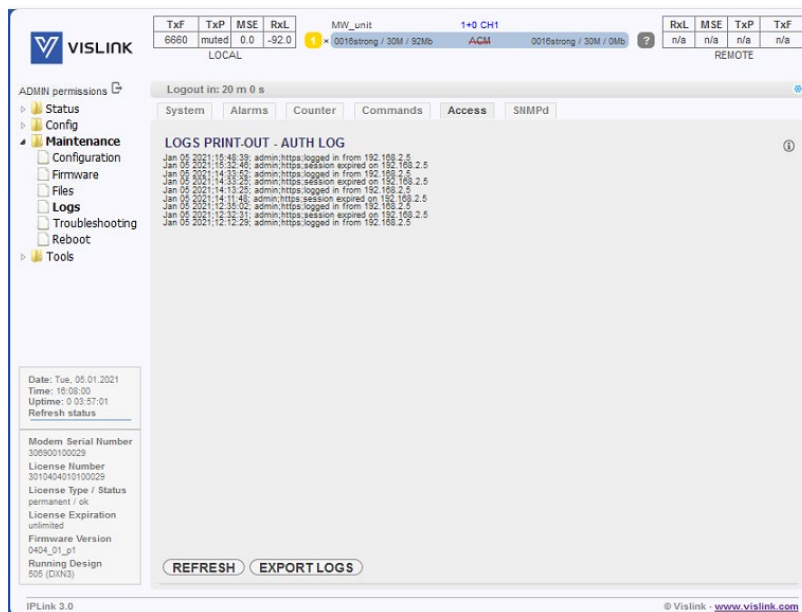 VISLINK
TxF TxP MSE RxL
6660 muted 0.0 -92.0
LOCAL
MW_unit 1+0 CH1
1 × 0016strong / 30M / 92Mb ACM 0016strong / 30M / 0Mb ?
RxL MSE TxP TxF
n/a n/a n/a n/a
REMOTE
ADMIN permissions
Status
Config
Maintenance
Configuration
Firmware
Files
Logs
Troubleshooting
Reboot
Tools
Logout in: 20 m 0 s
System Alarms Counter Commands Access SNMPd
LOGS PRINT-OUT - AUTH LOG
Jan 05 2021;15:48:39; admin;https;logged in from 192.168.2.5
Jan 05 2021;15:32:46; admin;https;session expired on 192.168.2.5
Jan 05 2021;14:33:52; admin;https;logged in from 192.168.2.5
Jan 05 2021;14:33:25; admin;https;session expired on 192.168.2.5
Jan 05 2021;14:13:25; admin;https;logged in from 192.168.2.5
Jan 05 2021;14:11:48; admin;https;session expired on 192.168.2.5
Jan 05 2021;12:35:02; admin;https;logged in from 192.168.2.5
Jan 05 2021;12:32:31; admin;https;session expired on 192.168.2.5
Jan 05 2021;12:12:29; admin;https;logged in from 192.168.2.5
Date: Tue, 05.01.2021
Time: 16:08:00
Uptime: 0 03:57:01
Refresh status
Modem Serial Number
306900100029
License Number
3010404010100029
License Type / Status
permanent / ok
License Expiration
unlimited
Firmware Version
0404_01_p1
Running Design
505 (DXN3)
REFRESH EXPORT LOGS
IPLink 3.0
© Vislink - www.vislink.com